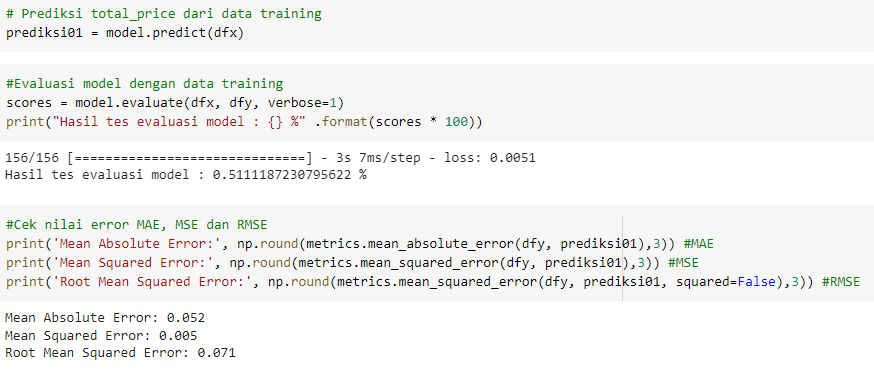 # Prediksi total_price dari data training
prediksi01 = model.predict(dfx)
#Evaluasi model dengan data training
scores = model.evaluate(dfx, dfy, verbose=1)
print("Hasil tes evaluasi model : {} %" .format(scores * 100))
156/156 [==============================] - 3s 7ms/step - loss: 0.0051
Hasil tes evaluasi model : 0.5111187230795622 %
#Cek nilai error MAE, MSE dan RMSE
print('Mean Absolute Error:', np.round(metrics.mean_absolute_error(dfy, prediksi01),3)) #MAE
print('Mean Squared Error:', np.round(metrics.mean_squared_error(dfy, prediksi01),3)) #MSE
print('Root Mean Squared Error:', np.round(metrics.mean_squared_error(dfy, prediksi01, squared=False),3)) #RMSE
Mean Absolute Error: 0.052
Mean Squared Error: 0.005
Root Mean Squared Error: 0.071